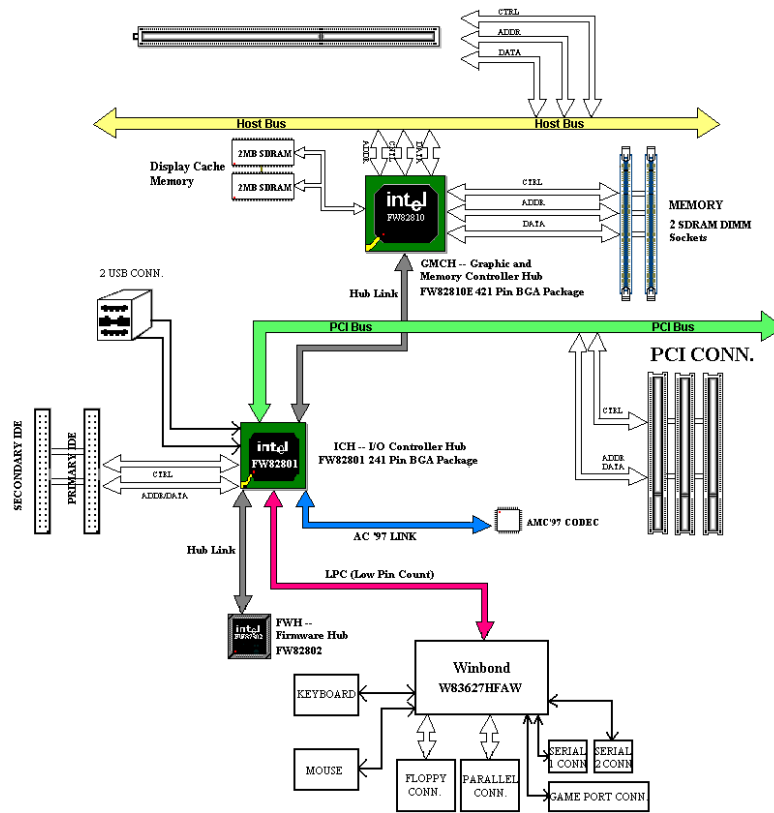 CTRL
ADDR
DATA
Host Bus
Host Bus
ADDR
CNTL
DATA
2MB SDRAM
Display Cache
Memory
2MB SDRAM
intel
FW82810
CTRL
ADDR
DATA
MEMORY
2 SDRAM DIMM
Sockets
GMCH -- Graphic and
Memory Controller Hub
FW82810E 421 Pin BGA Package
2 USB CONN.
Hub Link
PCI Bus
PCI Bus
PCI CONN.
CTRL
ADDR
DATA
SECONDARY IDE
PRIMARY IDE
CTRL
ADDR/DATA
intel
FW82801
ICH -- I/O Controller Hub
FW82801 241 Pin BGA Package
AC '97 LINK
AMC'97 CODEC
Hub Link
LPC (Low Pin Count)
intel
FWH --
Firmware Hub
FW82802
Winbond
W83627HFAW
KEYBOARD
MOUSE
FLOPPY
CONN.
PARALLEL
CONN.
SERIAL
1 CONN
SERIAL
2 CONN
GAME PORT CONN.